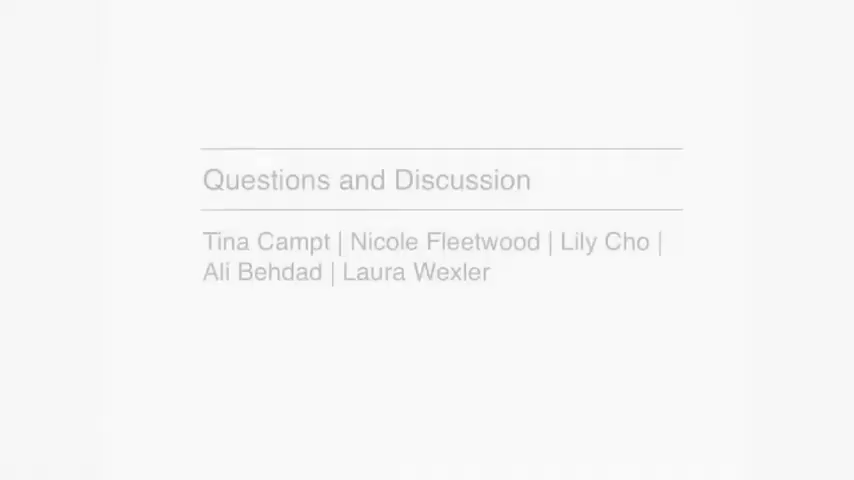 Questions and Discussion
Tina Campt | Nicole Fleetwood | Lily Cho |
Ali Behdad | Laura Wexler